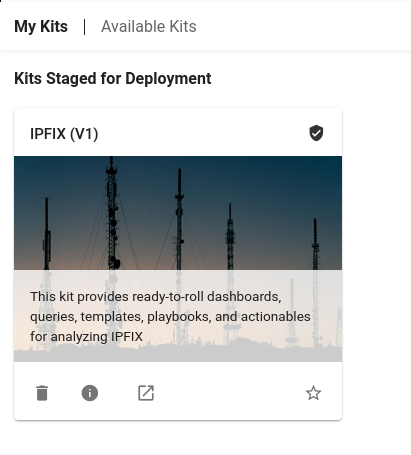 My Kits | Available Kits
Kits Staged for Deployment
IPFIX (V1)
This kit provides ready-to-roll dashboards,
queries, templates, playbooks, and actionables
for analyzing IPFIX